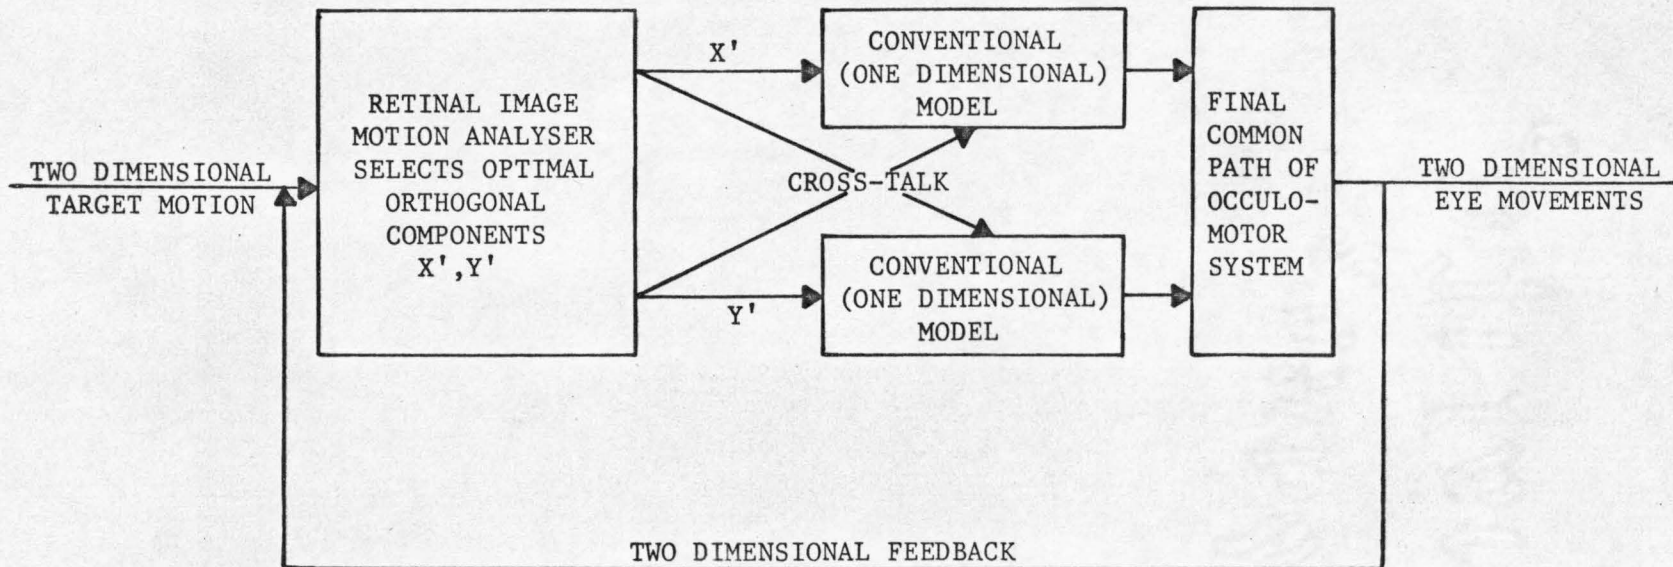 TWO DIMENSIONAL
TARGET MOTION
RETINAL IMAGE
MOTION ANALYSER
SELECTS OPTIMAL
ORTHOGONAL
COMPONENTS
X',Y'
X'
Y'
CROSS-TALK
CONVENTIONAL
(ONE DIMENSIONAL)
MODEL
CONVENTIONAL
(ONE DIMENSIONAL)
MODEL
FINAL
COMMON
PATH OF
OCCULO-
MOTOR
SYSTEM
TWO DIMENSIONAL
EYE MOVEMENTS
TWO DIMENSIONAL FEEDBACK